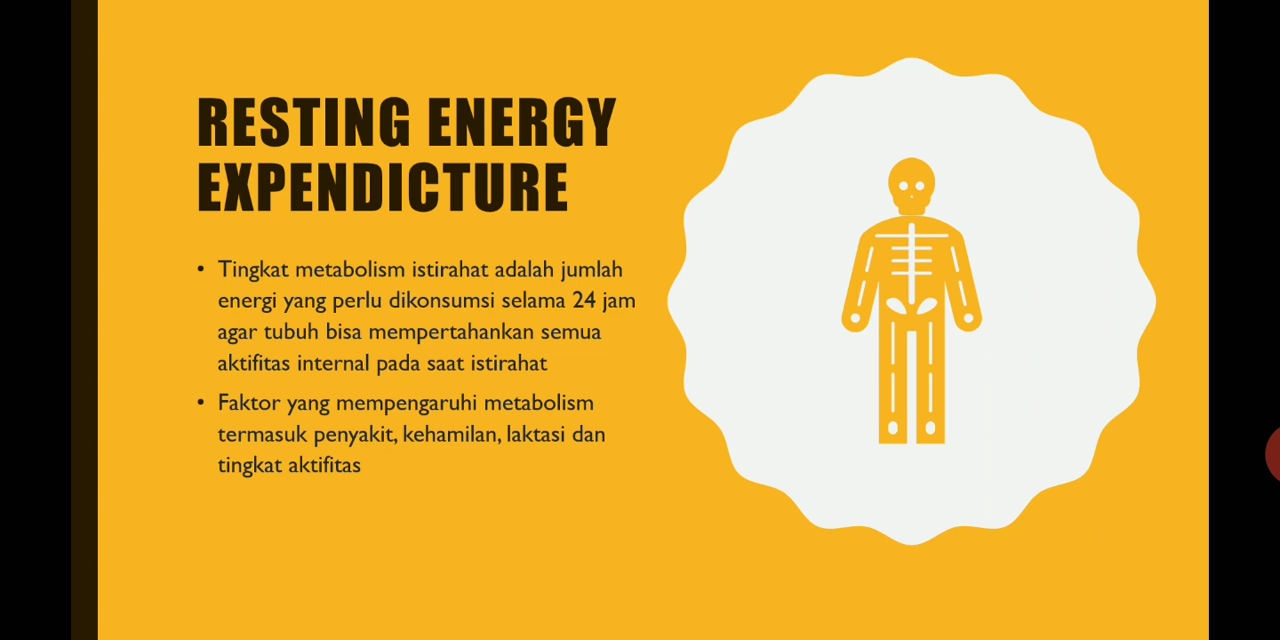 RESTING ENERGY
EXPENDICTURE
• Tingkat metabolism istirahat adalah jumlah
energi yang perlu dikonsumsi selama 24 jam
agar tubuh bisa mempertahankan semua
aktifitas internal pada saat istirahat
• Faktor yang mempengaruhi metabolism
termasuk penyakit, kehamilan, laktasi dan
tingkat aktifitas